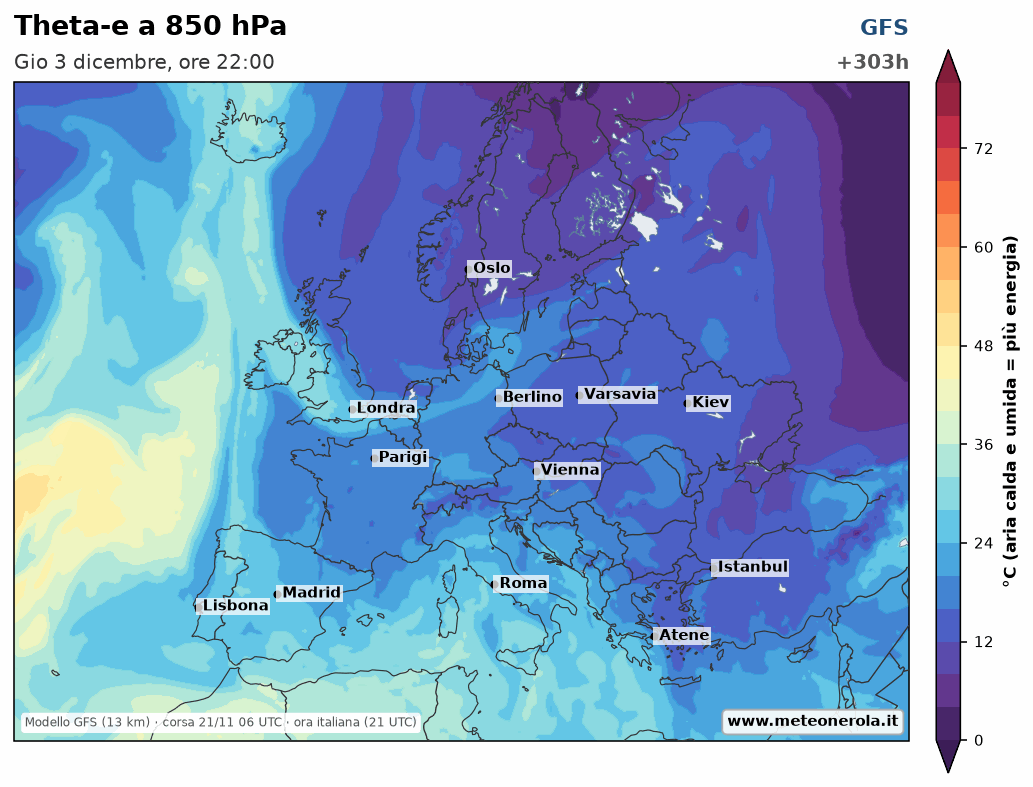 Theta-e a 850 hPa
GFS
Gio 3 dicembre, ore 22:00
+303h
72
60
48
36
24
12
0
°C (aria calda e umida = più energia)
Oslo
Londra
Berlino
Varsavia
Kiev
Parigi
Vienna
Istanbul
Roma
Madrid
Lisbona
Atene
Modello GFS (13 km) · corsa 21/11 06 UTC · ora italiana (21 UTC)
www.meteonerola.it